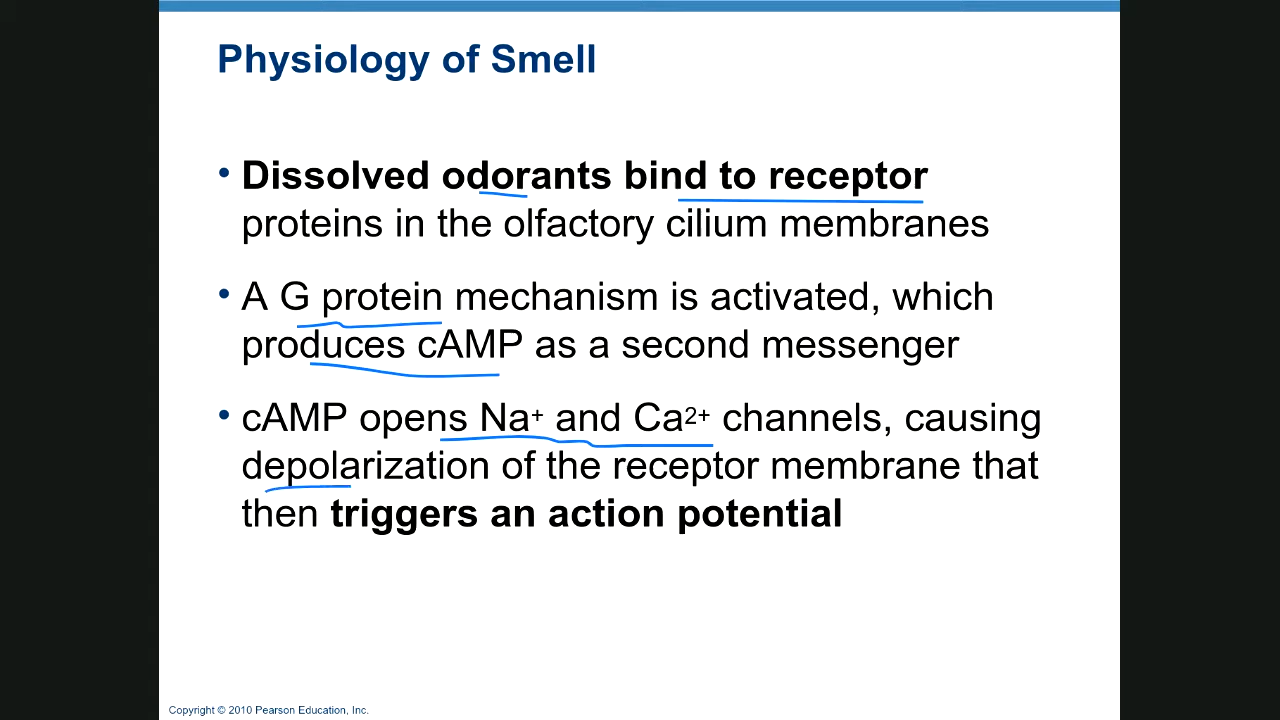 Physiology of Smell
• Dissolved odorants bind to receptor
proteins in the olfactory cilium membranes
• A G protein mechanism is activated, which
produces cAMP as a second messenger
• cAMP opens Na⁺ and Ca²⁺ channels, causing
depolarization of the receptor membrane that
then triggers an action potential
Copyright © 2010 Pearson Education, Inc.